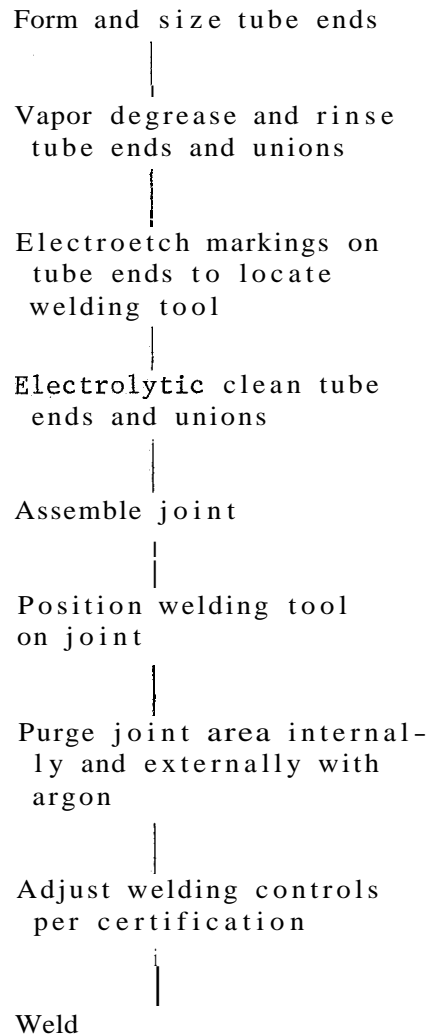 Form and size tube ends
Vapor degrease and rinse
tube ends and unions
Electroetch markings on
tube ends to locate
welding tool
Electrolytic clean tube
ends and unions
Assemble joint
Position welding tool
on joint
Purge joint area internal-
ly and externally with
argon
Adjust welding controls
per certification
Weld